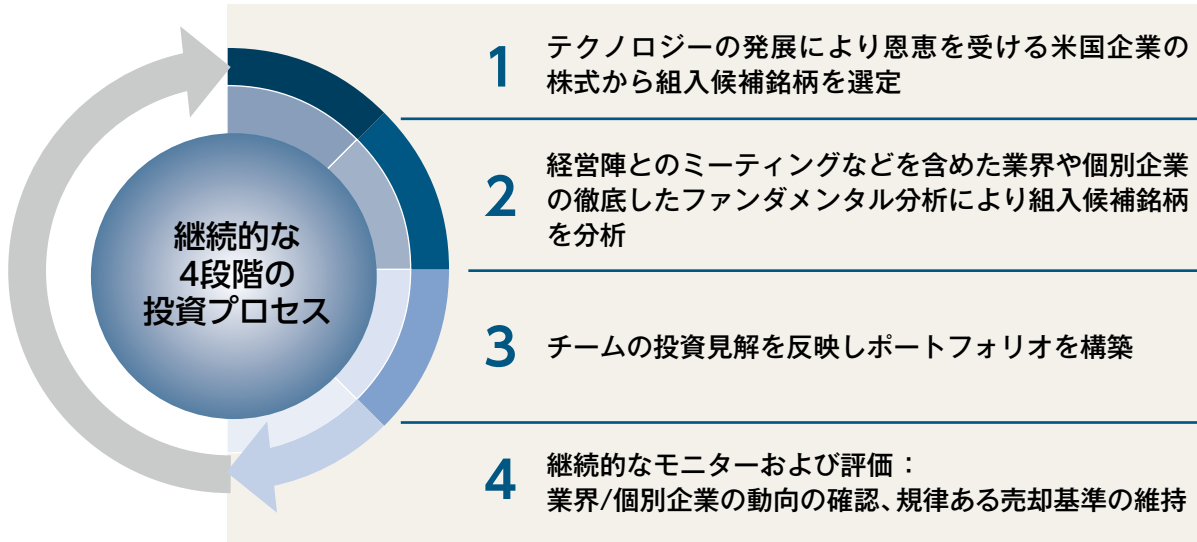 継続的な
4段階の
投資プロセス
1
テクノロジーの発展により恩恵を受ける米国企業の
株式から組入候補銘柄を選定
2
経営陣とのミーティングなどを含めた業界や個別企業
の徹底したファンダメンタル分析により組入候補銘柄
を分析
3
チームの投資見解を反映しポートフォリオを構築
4
継続的なモニターおよび評価：
業界/個別企業の動向の確認、規律ある売却基準の維持